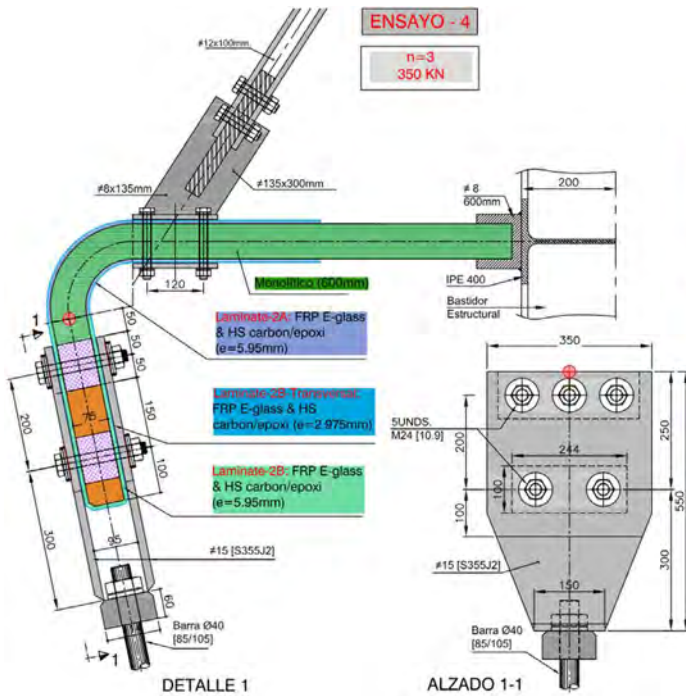 ENSAYO - 4
n=3
350 KN
≠12x100mm
≠8x135mm
≠135x300mm
≠ 8
600mm
200
120
Monolítico (600mm)
IPE 400
Bastidor
Estructural
1
50
50
50
200
150
75
100
300
85
60
Laminate-2A: FRP E-glass
& HS carbon/epoxi
(e=5.95mm)
Laminate-2B-Transversal:
FRP E-glass & HS
carbon/epoxi (e=2.975mm)
Laminate-2B: FRP E-glass
& HS carbon/epoxi
(e=5.95mm)
≠15 [S355J2]
Barra Ø40
[85/105]
1
DETALLE 1
350
5UNDS.
M24 [10.9]
200
244
100
100
250
550
300
≠15 [S355J2]
150
Barra Ø40
[85/105]
ALZADO 1-1